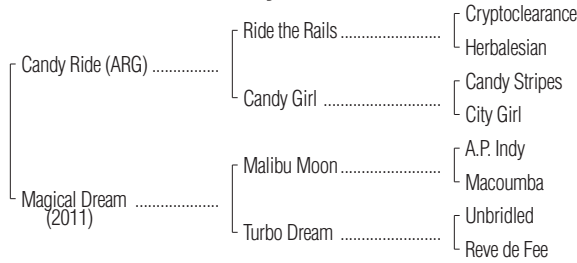 Cryptoclearance
Ride the Rails ....................
Herbalesian
Candy Ride (ARG) ................
Candy Stripes
Candy Girl ........................
City Girl
A.P. Indy
Malibu Moon ....................
Macoumba
Magical Dream ....................
(2011)
Unbridled
Turbo Dream ....................
Reve de Fee